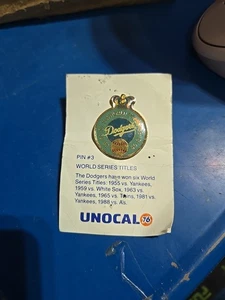 Dodgers
PIN #3
WORLD SERIES TITLES
The Dodgers have won six World
Series Titles: 1955 vs. Yankees,
1959 vs. White Sox, 1963 vs.
Yankees, 1965 vs. Twins, 1981 vs.
Yankees, 1988 vs. A's.
UNOCAL 76